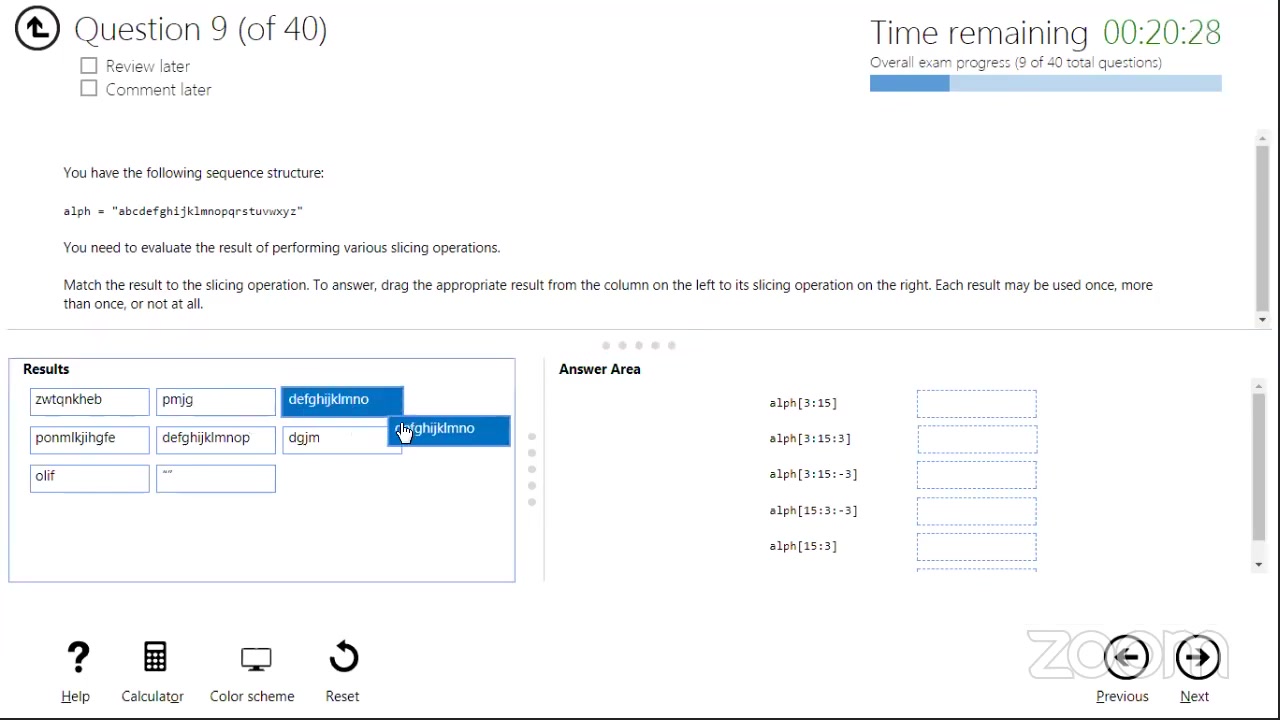 Question 9 (of 40)
Review later
Comment later
Time remaining 00:20:28
Overall exam progress (9 of 40 total questions)
You have the following sequence structure:
alph = "abcdefghijklmnopqrstuvwxyz"
You need to evaluate the result of performing various slicing operations.
Match the result to the slicing operation. To answer, drag the appropriate result from the column on the left to its slicing operation on the right. Each result may be used once, more
than once, or not at all.
Results
zwtqnkheb pmjg defghijklmno
defghijklmno
ponmlkjihgfe defghijklmnop dgjm
olif ""
Answer Area
alph[3:15]
alph[3:15:3]
alph[3:15:-3]
alph[15:3:-3]
alph[15:3]
? 
Help Calculator Color scheme Reset
zoom
Previous Next